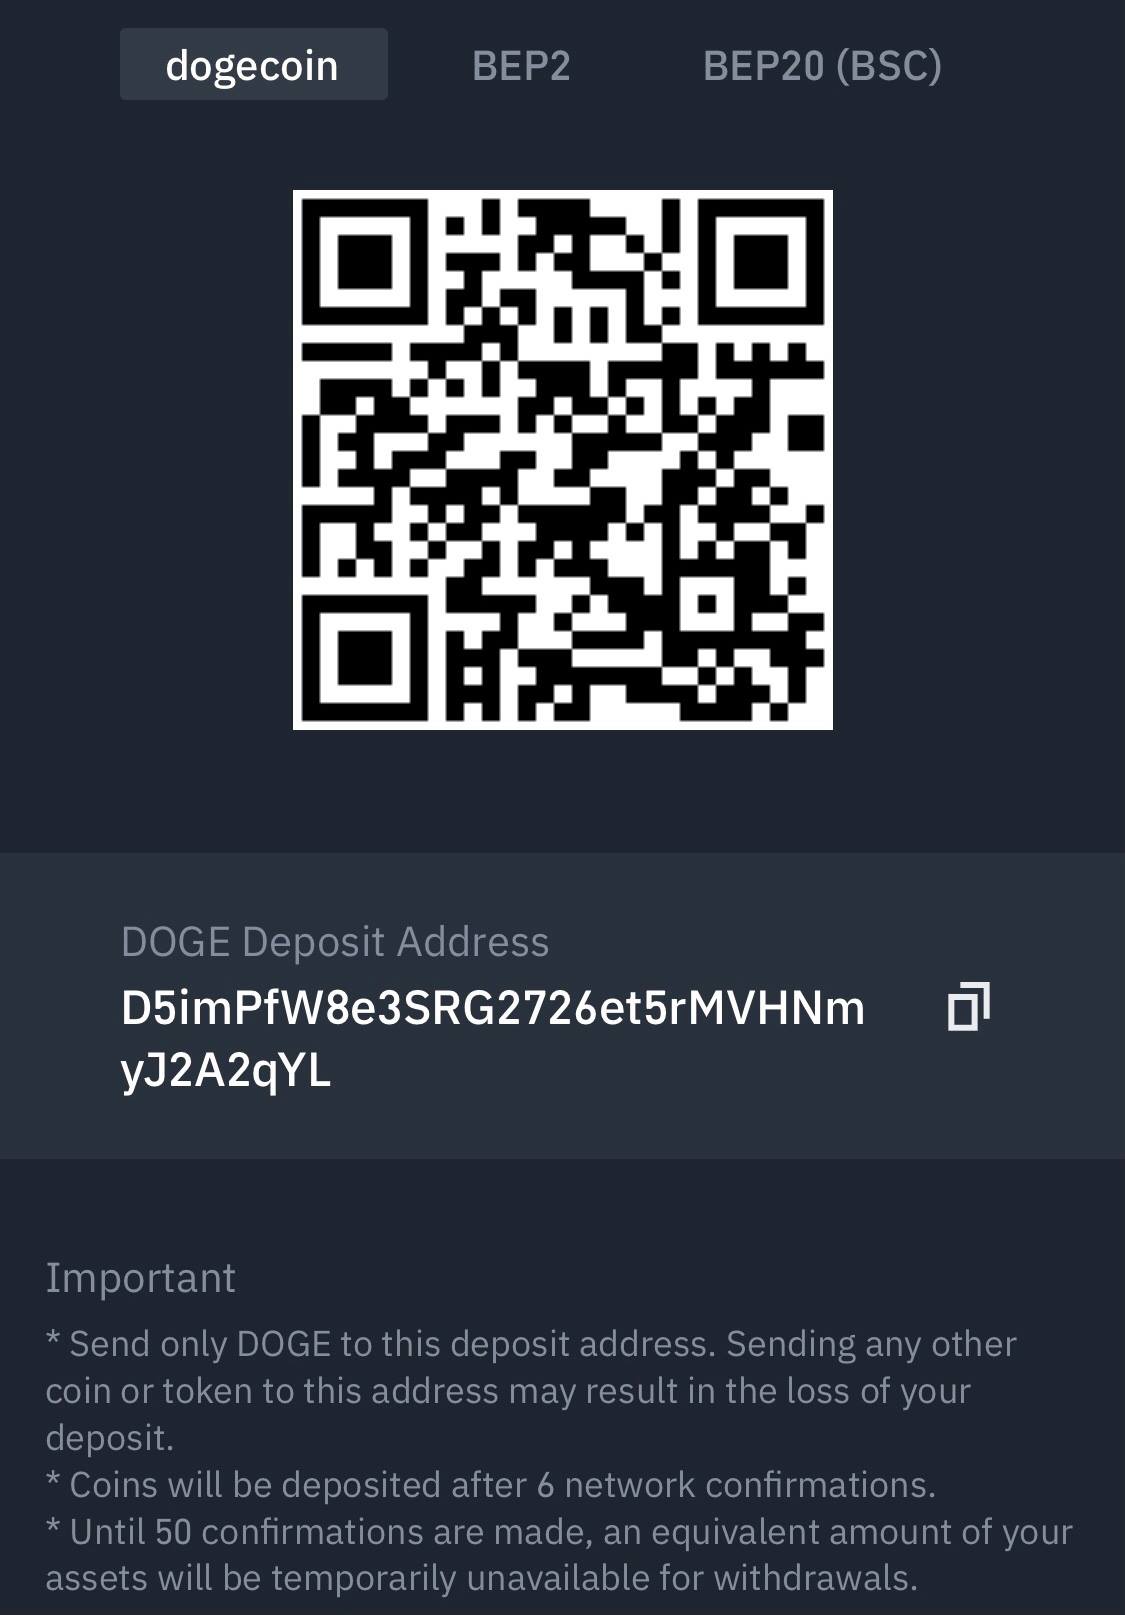 dogecoin BEP2 BEP20 (BSC)
DOGE Deposit Address
D5imPfW8e3SRG2726et5rMVHNm
yJ2A2qYL
Important
* Send only DOGE to this deposit address. Sending any other
coin or token to this address may result in the loss of your
deposit.
* Coins will be deposited after 6 network confirmations.
* Until 50 confirmations are made, an equivalent amount of your
assets will be temporarily unavailable for withdrawals.